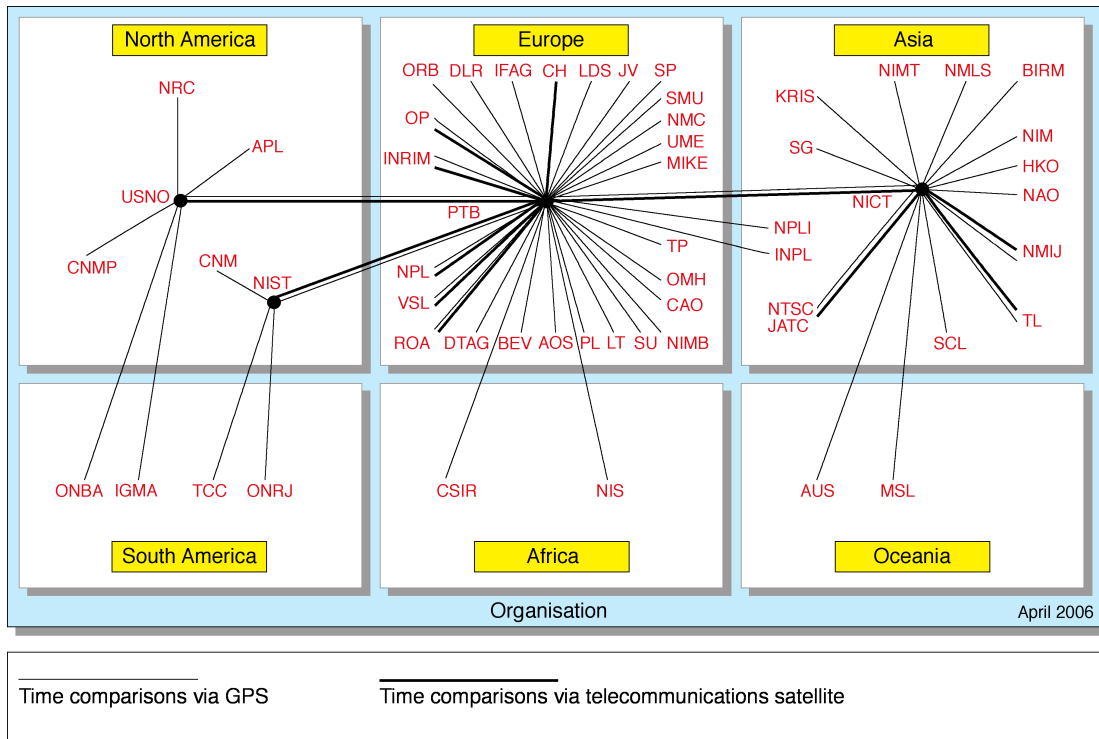 North America
Europe
Asia
NRC
APL
USNO
CNMP
CNM
NIST
ORB
DLR
IFAG
CH
LDS
JV
SP
SMU
NMC
UME
MIKE
OP
INRIM
PTB
NPL
VSL
ROA
DTAG
BEV
AOS
PL
LT
SU
NIMB
TP
OMH
CAO
NIMT
NMLS
BIRM
KRIS
SG
NIM
HKO
NAO
NICT
NPLI
INPL
NMIJ
NTSC
JATC
TL
SCL
ONBA
IGMA
TCC
ONRJ
CSIR
NIS
AUS
MSL
South America
Africa
Oceania
Organisation
April 2006
Time comparisons via GPS
Time comparisons via telecommunications satellite